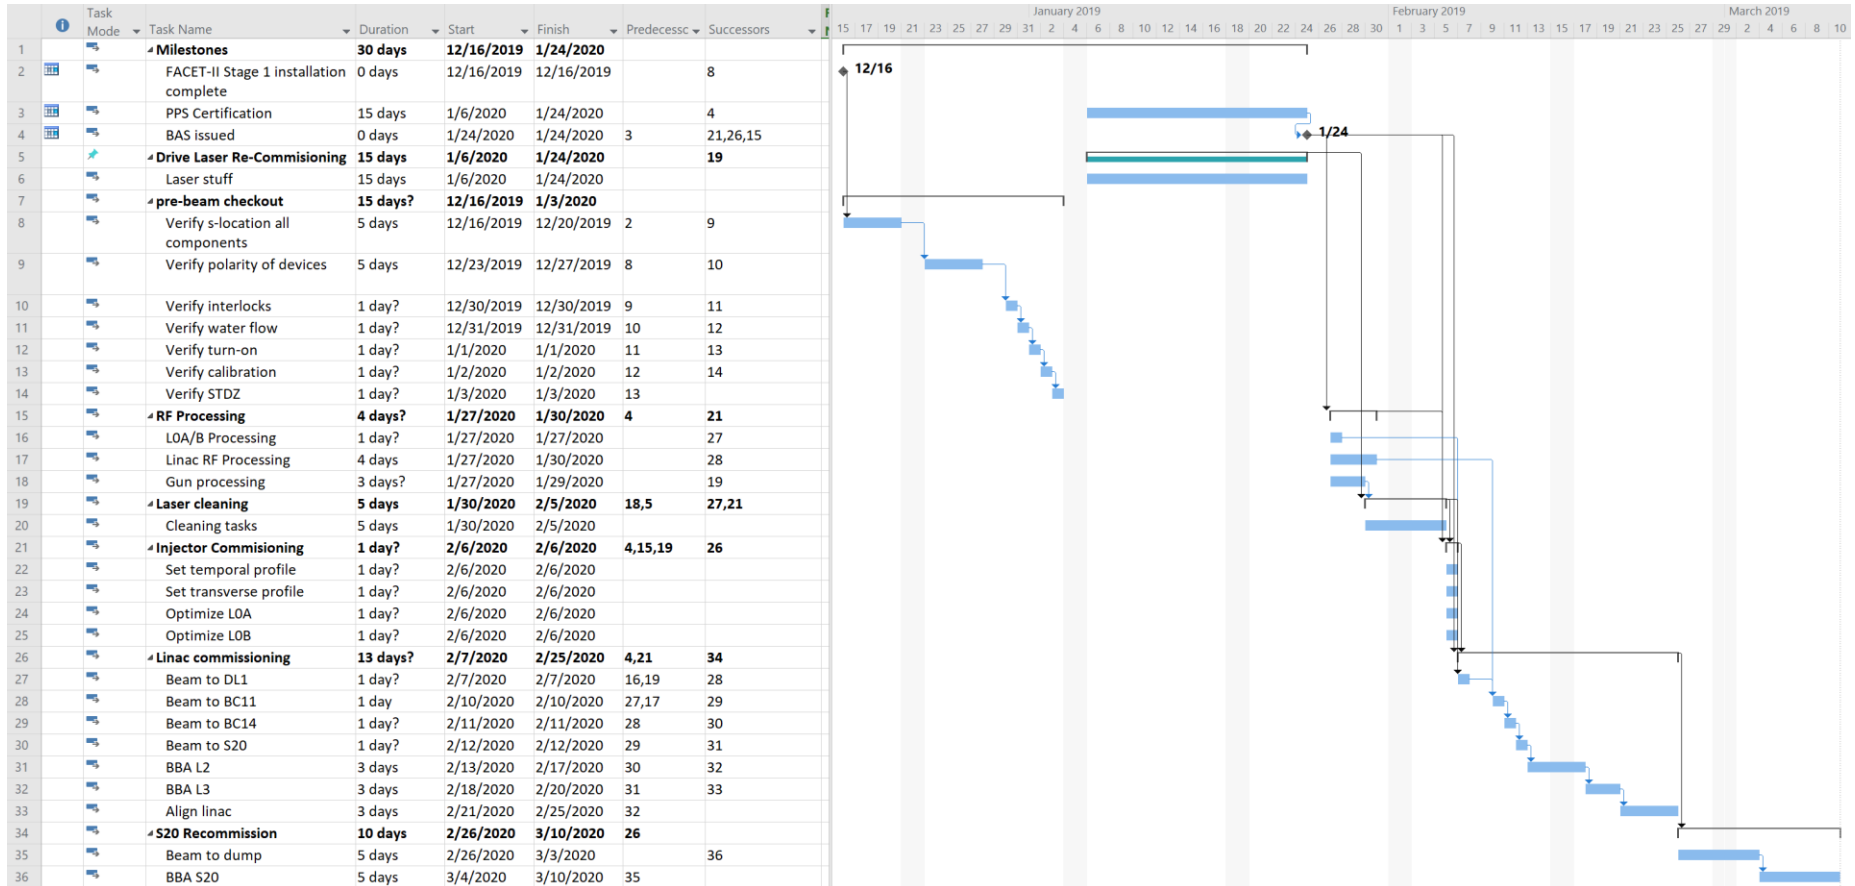 Task Mode Task Name Duration Start Finish Predecessc Successors
January 2019 February 2019 March 2019
15 17 19 21 23 25 27 29 31 2 4 6 8 10 12 14 16 18 20 22 24 26 28 30 1 3 5 7 9 11 13 15 17 19 21 23 25 27 29 2 4 6 8 10
1 Milestones 30 days 12/16/2019 1/24/2020
2 FACET-II Stage 1 installation complete 0 days 12/16/2019 12/16/2019 8 12/16
3 PPS Certification 15 days 1/6/2020 1/24/2020 4
4 BAS issued 0 days 1/24/2020 1/24/2020 3 21,26,15 1/24
5 Drive Laser Re-Commisioning 15 days 1/6/2020 1/24/2020 19
6 Laser stuff 15 days 1/6/2020 1/24/2020
7 pre-beam checkout 15 days? 12/16/2019 1/3/2020
8 Verify s-location all components 5 days 12/16/2019 12/20/2019 2 9
9 Verify polarity of devices 5 days 12/23/2019 12/27/2019 8 10
10 Verify interlocks 1 day? 12/30/2019 12/30/2019 9 11
11 Verify water flow 1 day? 12/31/2019 12/31/2019 10 12
12 Verify turn-on 1 day? 1/1/2020 1/1/2020 11 13
13 Verify calibration 1 day? 1/2/2020 1/2/2020 12 14
14 Verify STDZ 1 day? 1/3/2020 1/3/2020 13
15 RF Processing 4 days? 1/27/2020 1/30/2020 4 21
16 L0A/B Processing 1 day? 1/27/2020 1/27/2020 27
17 Linac RF Processing 4 days 1/27/2020 1/30/2020 28
18 Gun processing 3 days? 1/27/2020 1/29/2020 19
19 Laser cleaning 5 days 1/30/2020 2/5/2020 18,5 27,21
20 Cleaning tasks 5 days 1/30/2020 2/5/2020
21 Injector Commisioning 1 day? 2/6/2020 2/6/2020 4,15,19 26
22 Set temporal profile 1 day? 2/6/2020 2/6/2020
23 Set transverse profile 1 day? 2/6/2020 2/6/2020
24 Optimize L0A 1 day? 2/6/2020 2/6/2020
25 Optimize L0B 1 day? 2/6/2020 2/6/2020
26 Linac commissioning 13 days? 2/7/2020 2/25/2020 4,21 34
27 Beam to DL1 1 day? 2/7/2020 2/7/2020 16,19 28
28 Beam to BC11 1 day 2/10/2020 2/10/2020 27,17 29
29 Beam to BC14 1 day? 2/11/2020 2/11/2020 28 30
30 Beam to S20 1 day? 2/12/2020 2/12/2020 29 31
31 BBA L2 3 days 2/13/2020 2/17/2020 30 32
32 BBA L3 3 days 2/18/2020 2/20/2020 31 33
33 Align linac 3 days 2/21/2020 2/25/2020 32
34 S20 Recommission 10 days 2/26/2020 3/10/2020 26
35 Beam to dump 5 days 2/26/2020 3/3/2020 36
36 BBA S20 5 days 3/4/2020 3/10/2020 35